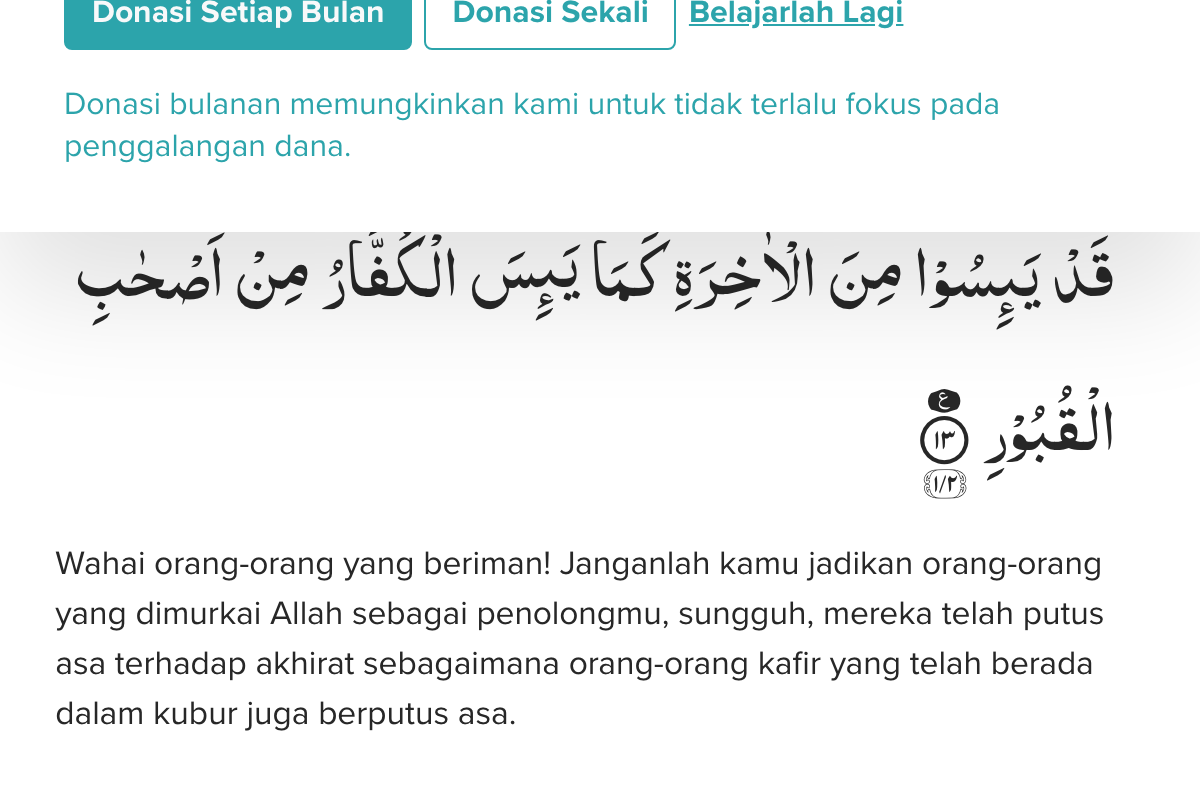 Donasi Setiap Bulan Donasi Sekali Belajarlah Lagi
Donasi bulanan memungkinkan kami untuk tidak terlalu fokus pada
penggalangan dana.
قَدْ يَىِٕسُوْا مِنَ الْاٰخِرَةِ كَمَا يَىِٕسَ الْكُفَّارُ مِنْ اَصْحٰبِ
الْقُبُوْرِ ع ١٣ ١/٢
Wahai orang-orang yang beriman! Janganlah kamu jadikan orang-orang
yang dimurkai Allah sebagai penolongmu, sungguh, mereka telah putus
asa terhadap akhirat sebagaimana orang-orang kafir yang telah berada
dalam kubur juga berputus asa.